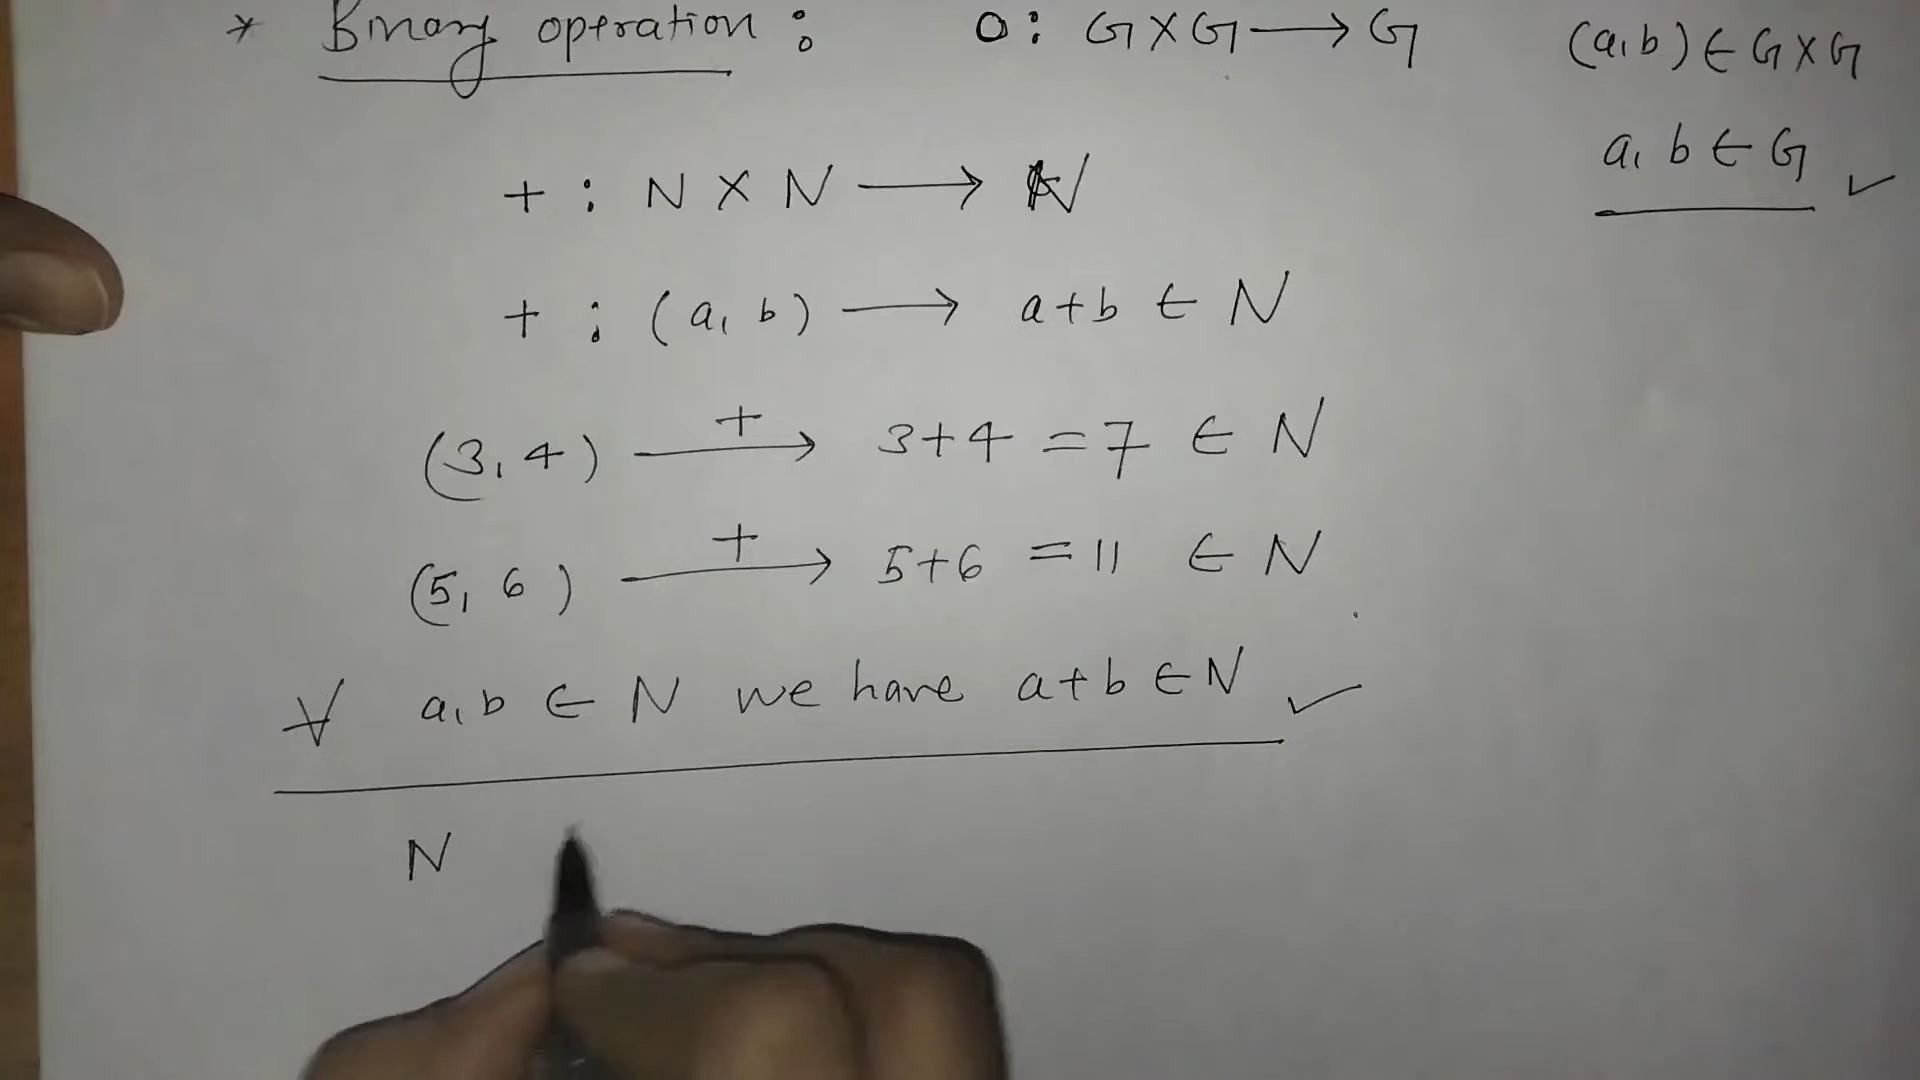 * Binary operation : O : G X G → G (a, b) ∈ G X G
a, b ∈ G ✓
+ : N X N → N
+ : (a, b) → a + b ∈ N
(3, 4) —+→ 3 + 4 = 7 ∈ N
(5, 6) —+→ 5 + 6 = 11 ∈ N
∀ a, b ∈ N we have a + b ∈ N ✓
N